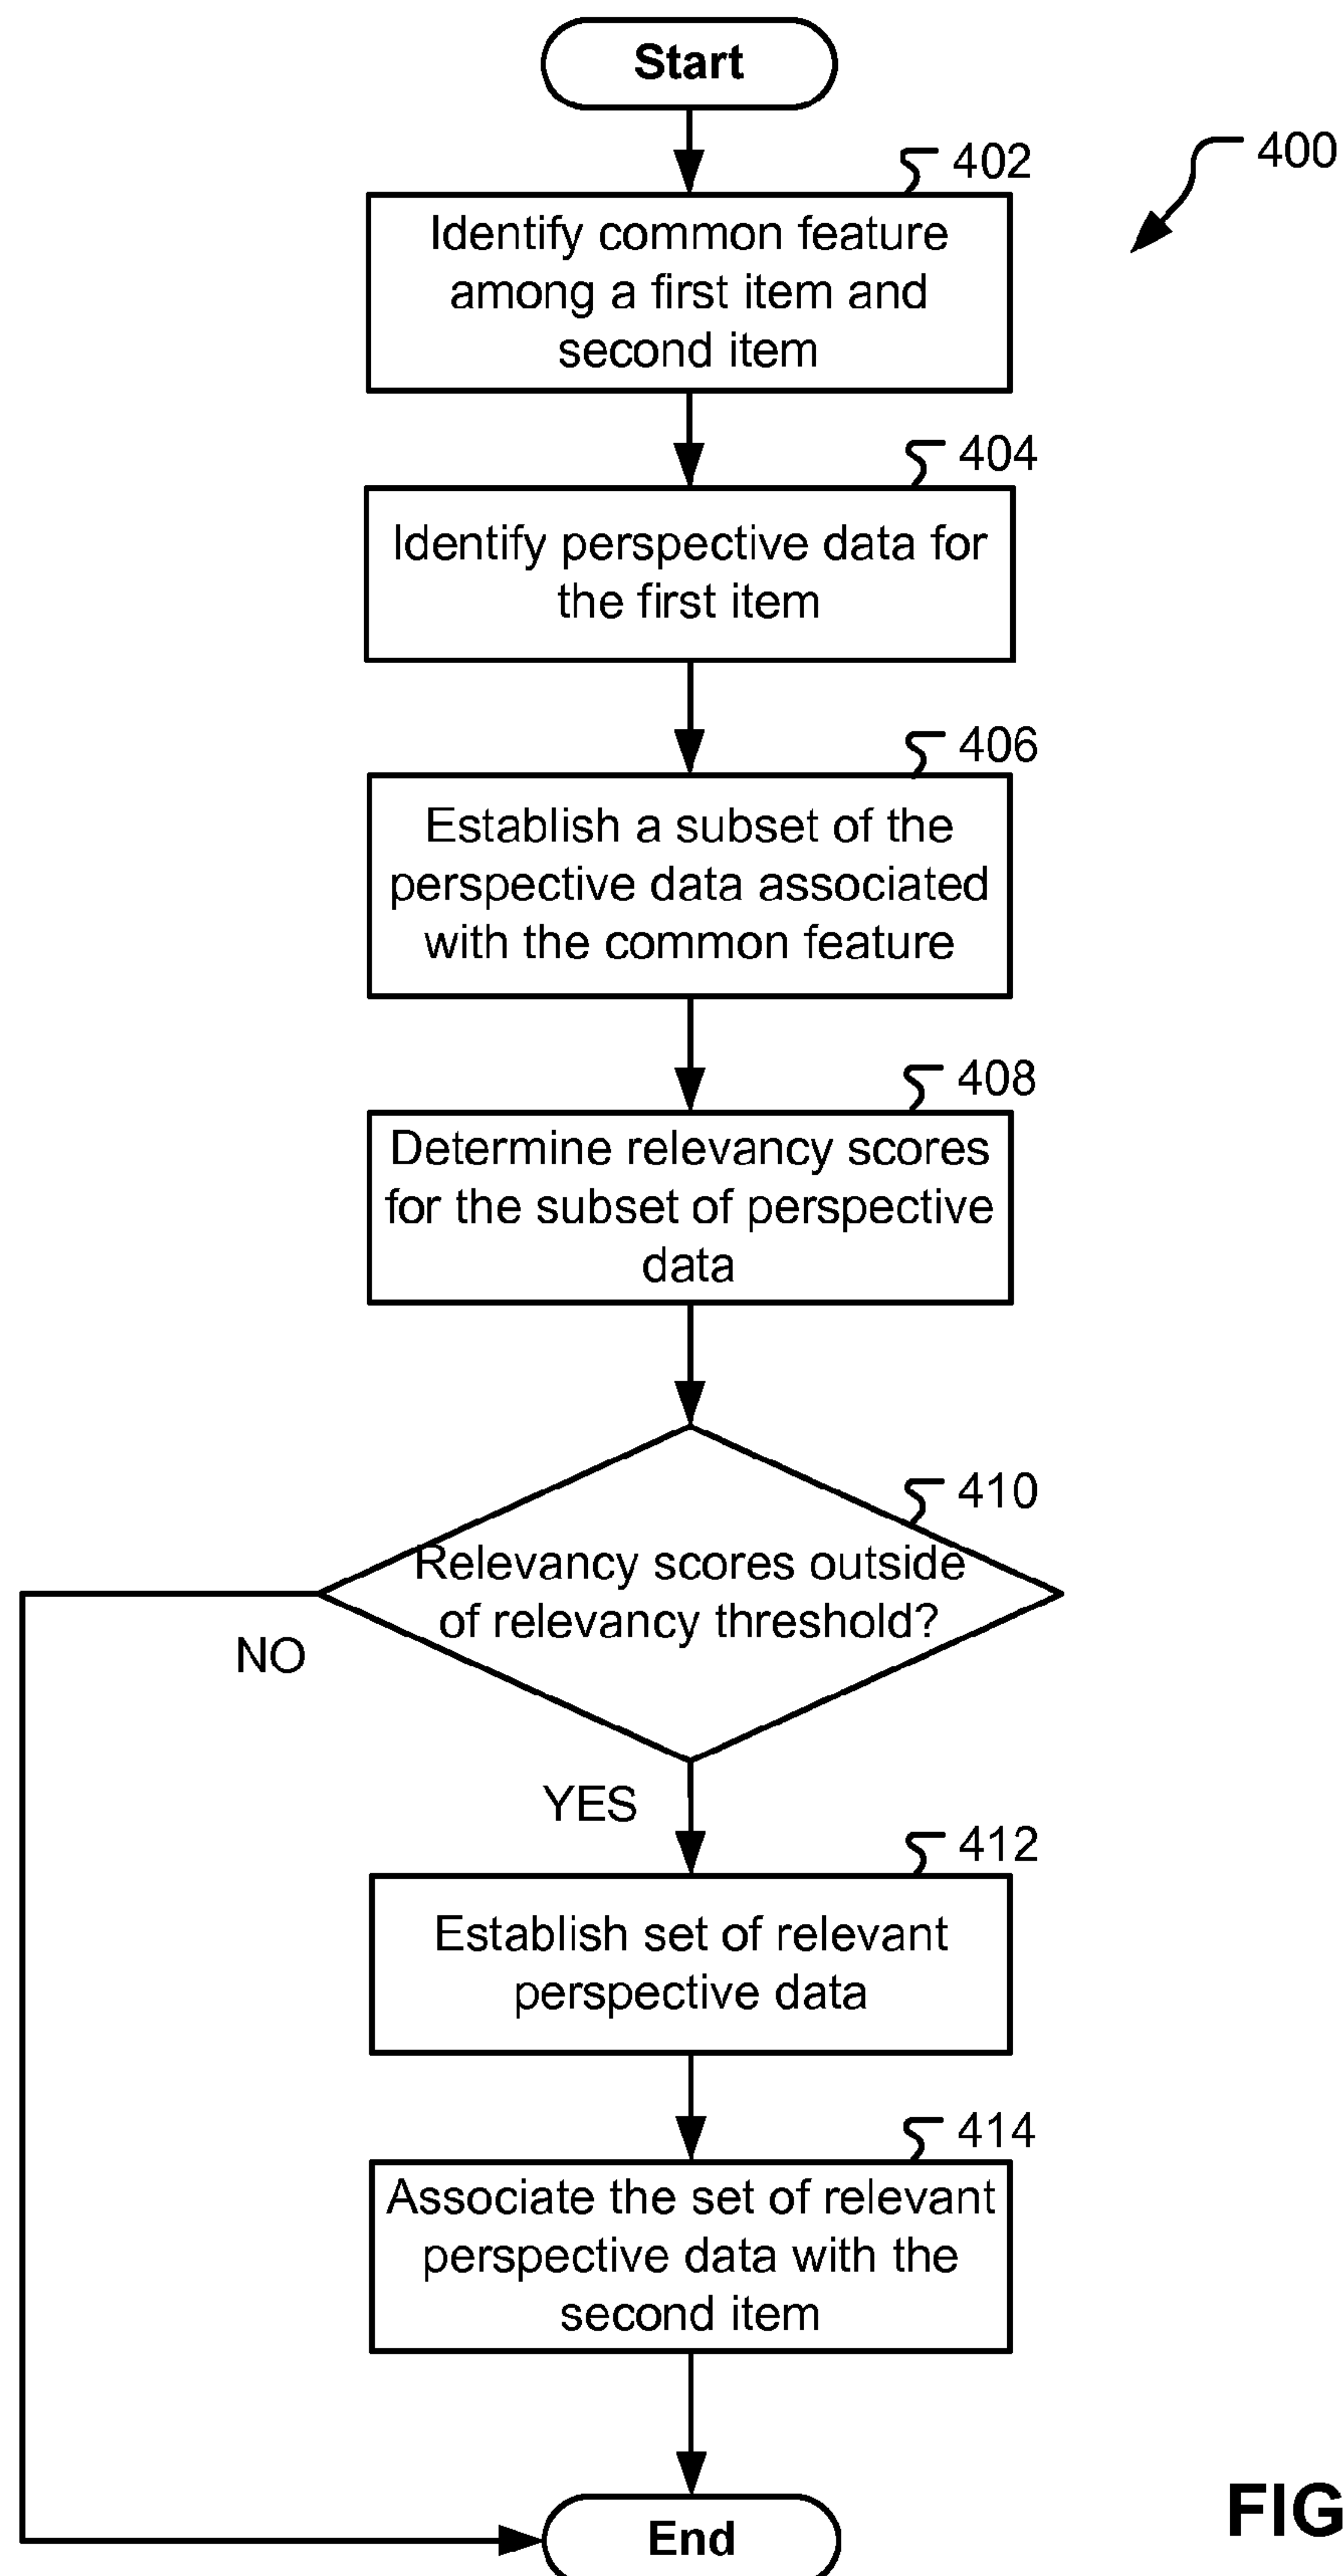 Start
400
402
Identify common feature
among a first item and
second item
404
Identify perspective data for
the first item
406
Establish a subset of the
perspective data associated
with the common feature
408
Determine relevancy scores
for the subset of perspective
data
410
Relevancy scores outside
of relevancy threshold?
NO
YES
412
Establish set of relevant
perspective data
414
Associate the set of relevant
perspective data with the
second item
End
FIG